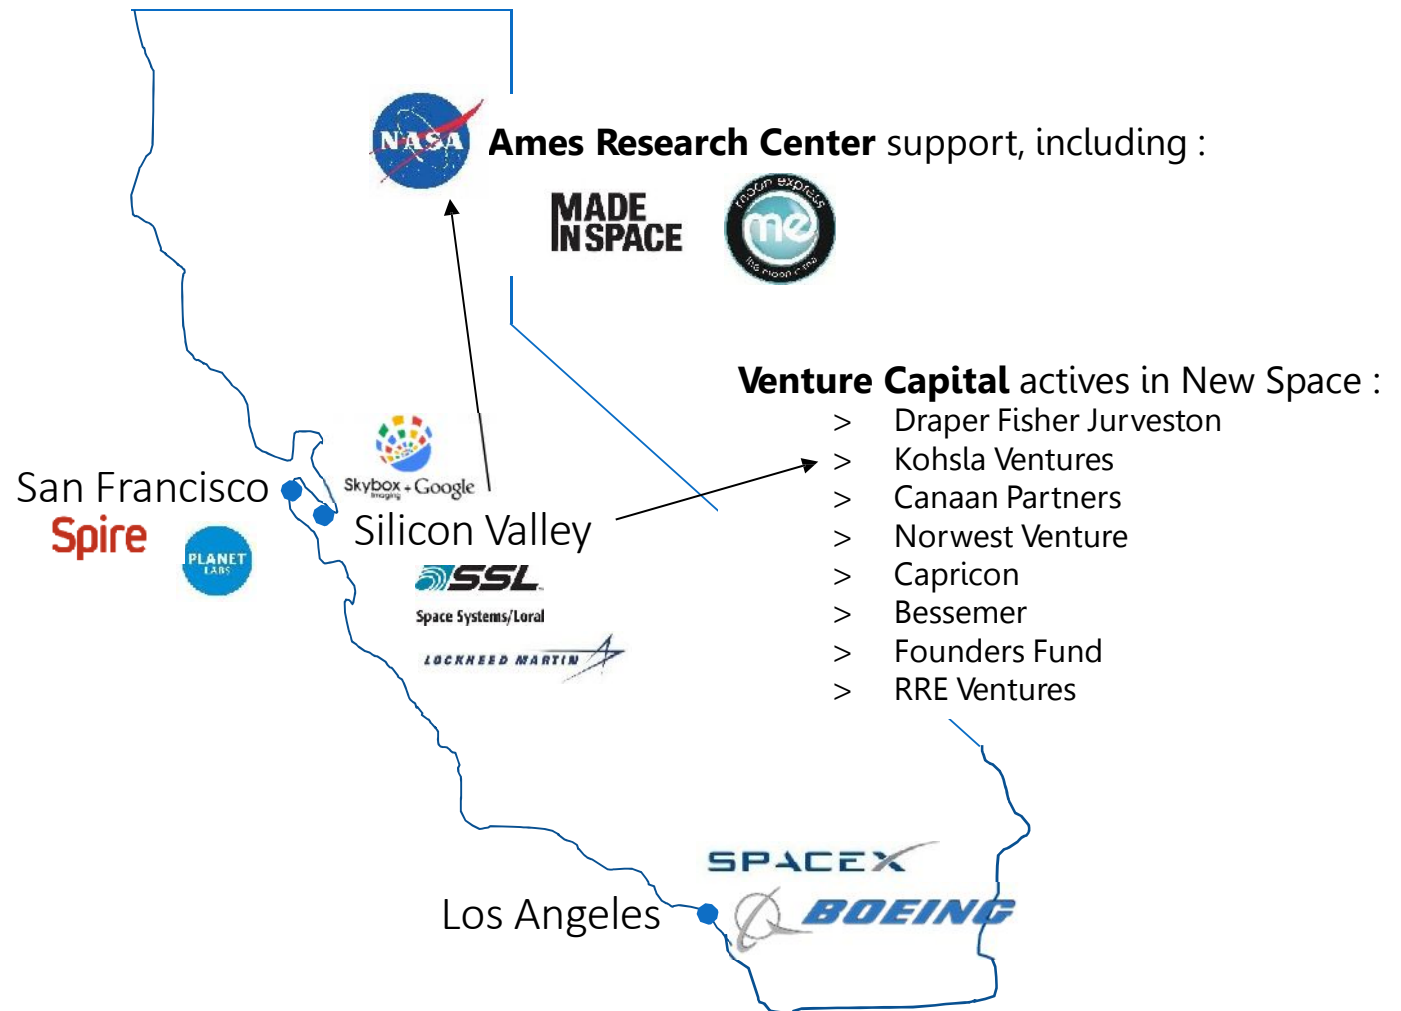 NASA
Ames Research Center support, including :
MADE
IN SPACE
moon express
me
Venture Capital actives in New Space :
> Draper Fisher Jurveston
> Kohsla Ventures
> Canaan Partners
> Norwest Venture
> Capricon
> Bessemer
> Founders Fund
> RRE Ventures
Skybox + Google
Imaging
San Francisco
Spire
PLANET
LABS
Silicon Valley
SSL
Space Systems/Loral
LOCKHEED MARTIN
SPACEX
Los Angeles
BOEING